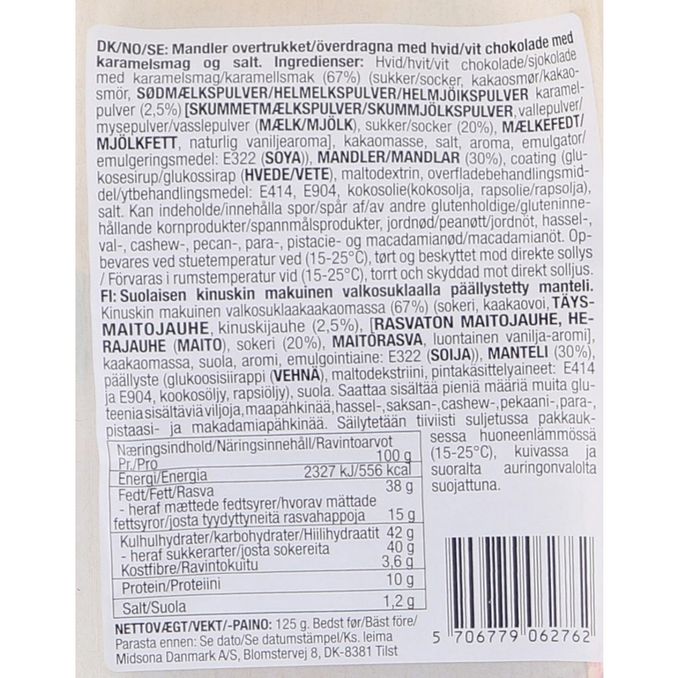 DK/NO/SE: Mandler overtrukket/överdragna med hvid/vit chokolade med
karamelsmag og salt. Ingredienser: Hvid/hvit/vit chokolade/sjokolade
med karamelsmag/karamellsmak (67%) (sukker/socker, kakaosmør/kakao-
smör, SØDMÆLKSPULVER/HELMELKSPULVER/HELMJÖIKSPULVER karamel-
pulver (2,5%) [SKUMMETMÆLKSPULVER/SKUMMJÖLKSPULVER, vallepulver/
mysepulver/vasslepulver (MÆLK/MJÖLK), sukker/socker (20%), MÆLKEFEDT/
MJÖLKFETT, naturlig vaniljearoma], kakaomasse, salt, aroma, emulgator/
emulgeringsmedel: E322 (SOYA)), MANDLER/MANDLAR (30%), coating (glu-
kosesirup/glukossirap (HVEDE/VETE), maltodextrin, overfladebehandlingsmid-
del/ytbehandlingsmedel: E414, E904, kokosolie(kokosolja, rapsolie/rapsolja),
salt. Kan indeholde/innehålla spor/spår af/av andre glutenholdige/gluteninne-
hållande kornprodukter/spannmålsprodukter, jordnød/peanøtt/jordnöt, hassel-,
val-, cashew-, pecan-, para-, pistacie- og macadamianød/macadamianöt. Op-
bevares ved stuetemperatur ved (15-25°C), tørt og beskyttet mod direkte sollys
/ Förvaras i rumstemperatur vid (15-25°C), torrt och skyddad mot direkt solljus.
FI: Suolaisen kinuskin makuinen valkosuklaalla päällystetty manteli.
Kinuskin makuinen valkosuklaakaakaomassa (67%) (sokeri, kaakaovoi, TÄYS-
MAITOJAUHE, kinuskijauhe (2,5%), [RASVATON MAITOJAUHE, HE-
RAJAUHE (MAITO), sokeri (20%), MAITORASVA, luontainen vanilja-aromi],
kaakaomassa, suola, aromi, emulgointiaine: E322 (SOIJA)), MANTELI (30%),
päällyste (glukoosisiirappi (VEHNÄ), maltodekstriini, pintakäsittelyaineet: E414
ja E904, kookosöljy, rapsiöljy), suola. Saattaa sisältää pieniä määriä muita glu-
teenia sisältäviä viljoja, maapähkinää, hassel-, saksan-, cashew-, pekaani-, para-,
pistaasi- ja makadamiapähkinää. Säilytetään tiiviisti suljetussa pakkauk-
sessa huoneenlämmössä
(15-25°C), kuivassa ja
suoralta auringonvalolta
suojattuna.
Næringsindhold/Näringsinnehåll/Ravintoarvot
Pr./Pro 100 g
Energi/Energia 2327 kJ/556 kcal
Fedt/Fett/Rasva 38 g
- heraf mættede fedtsyrer/hvorav mättade
fettsyror/josta tyydyttyneitä rasvahappoja 15 g
Kulhulhydrater/karbohydrater/Hiilihydraatit 42 g
- heraf sukkerarter/josta sokereita 40 g
Kostfibre/Ravintokuitu 3,6 g
Protein/Proteiini 10 g
Salt/Suola 1,2 g
NETTOVÆGT/VEKT/-PAINO: 125 g. Bedst før/Bäst före/
Parasta ennen: Se dato/Se datumstämpel/Ks. leima
Midsona Danmark A/S, Blomstervej 8, DK-8381 Tilst
5 706779 062762